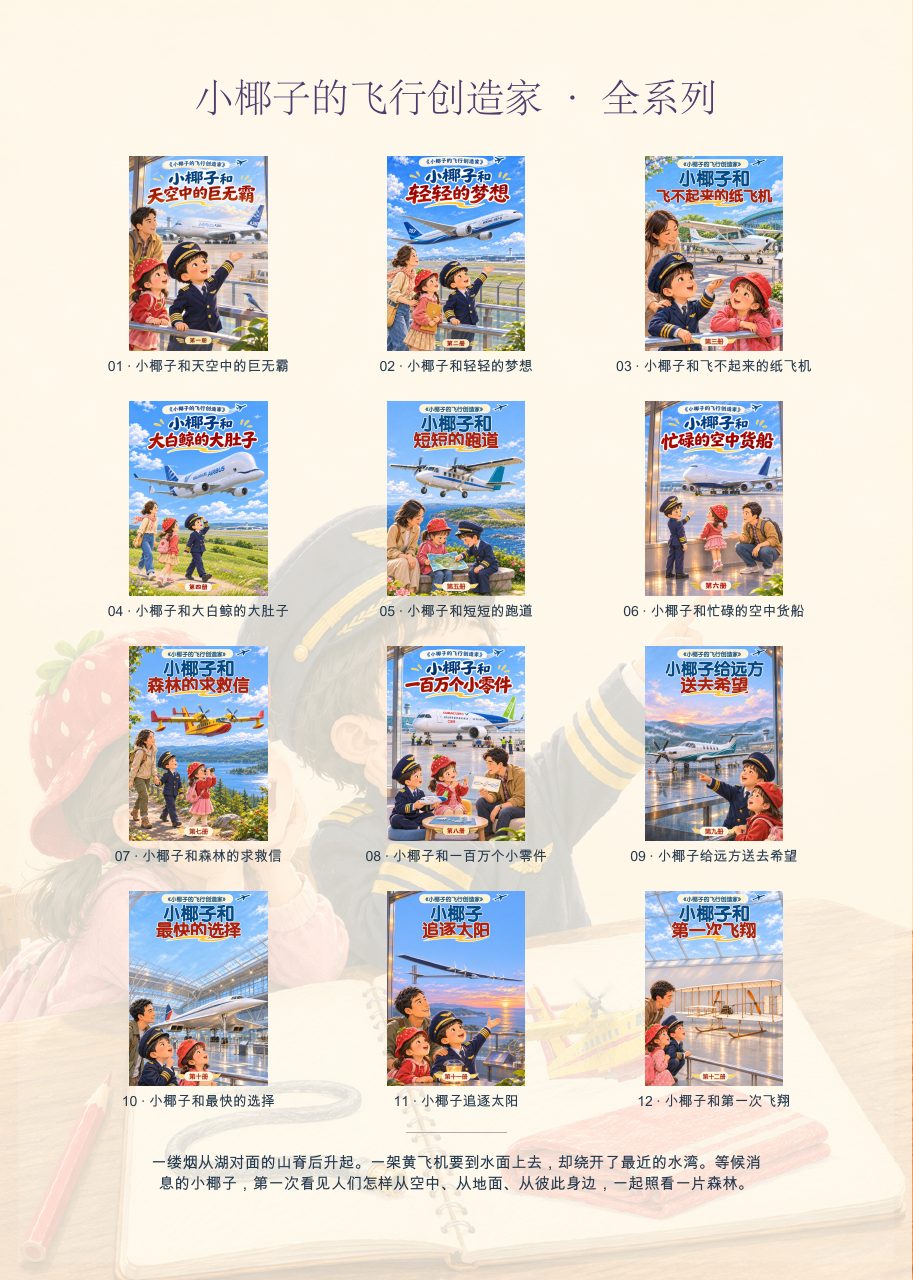 小椰子的飞行创造家 · 全系列
《小椰子的飞行创造家》
小椰子和
天空中的巨无霸
第一册
01 · 小椰子和天空中的巨无霸
《小椰子的飞行创造家》
小椰子和
轻轻的梦想
第二册
02 · 小椰子和轻轻的梦想
《小椰子的飞行创造家》
小椰子和
飞不起来的纸飞机
第三册
03 · 小椰子和飞不起来的纸飞机
《小椰子的飞行创造家》
小椰子和
大白鲸的大肚子
AIRBUS
第四册
04 · 小椰子和大白鲸的大肚子
《小椰子的飞行创造家》
小椰子和
短短的跑道
第五册
05 · 小椰子和短短的跑道
《小椰子的飞行创造家》
小椰子和
忙碌的空中货船
第六册
06 · 小椰子和忙碌的空中货船
《小椰子的飞行创造家》
小椰子和
森林的求救信
第七册
07 · 小椰子和森林的求救信
《小椰子的飞行创造家》
小椰子和
一百万个小零件
第八册
08 · 小椰子和一百万个小零件
《小椰子的飞行创造家》
小椰子给远方
送去希望
第九册
09 · 小椰子给远方送去希望
《小椰子的飞行创造家》
小椰子和
最快的选择
第十册
10 · 小椰子和最快的选择
《小椰子的飞行创造家》
小椰子
追逐太阳
第十一册
11 · 小椰子追逐太阳
《小椰子的飞行创造家》
小椰子和
第一次飞翔
第十二册
12 · 小椰子和第一次飞翔
一缕烟从湖对面的山脊后升起。一架黄飞机要到水面上去，却绕开了最近的水湾。等候消
息的小椰子，第一次看见人们怎样从空中、从地面、从彼此身边，一起照看一片森林。